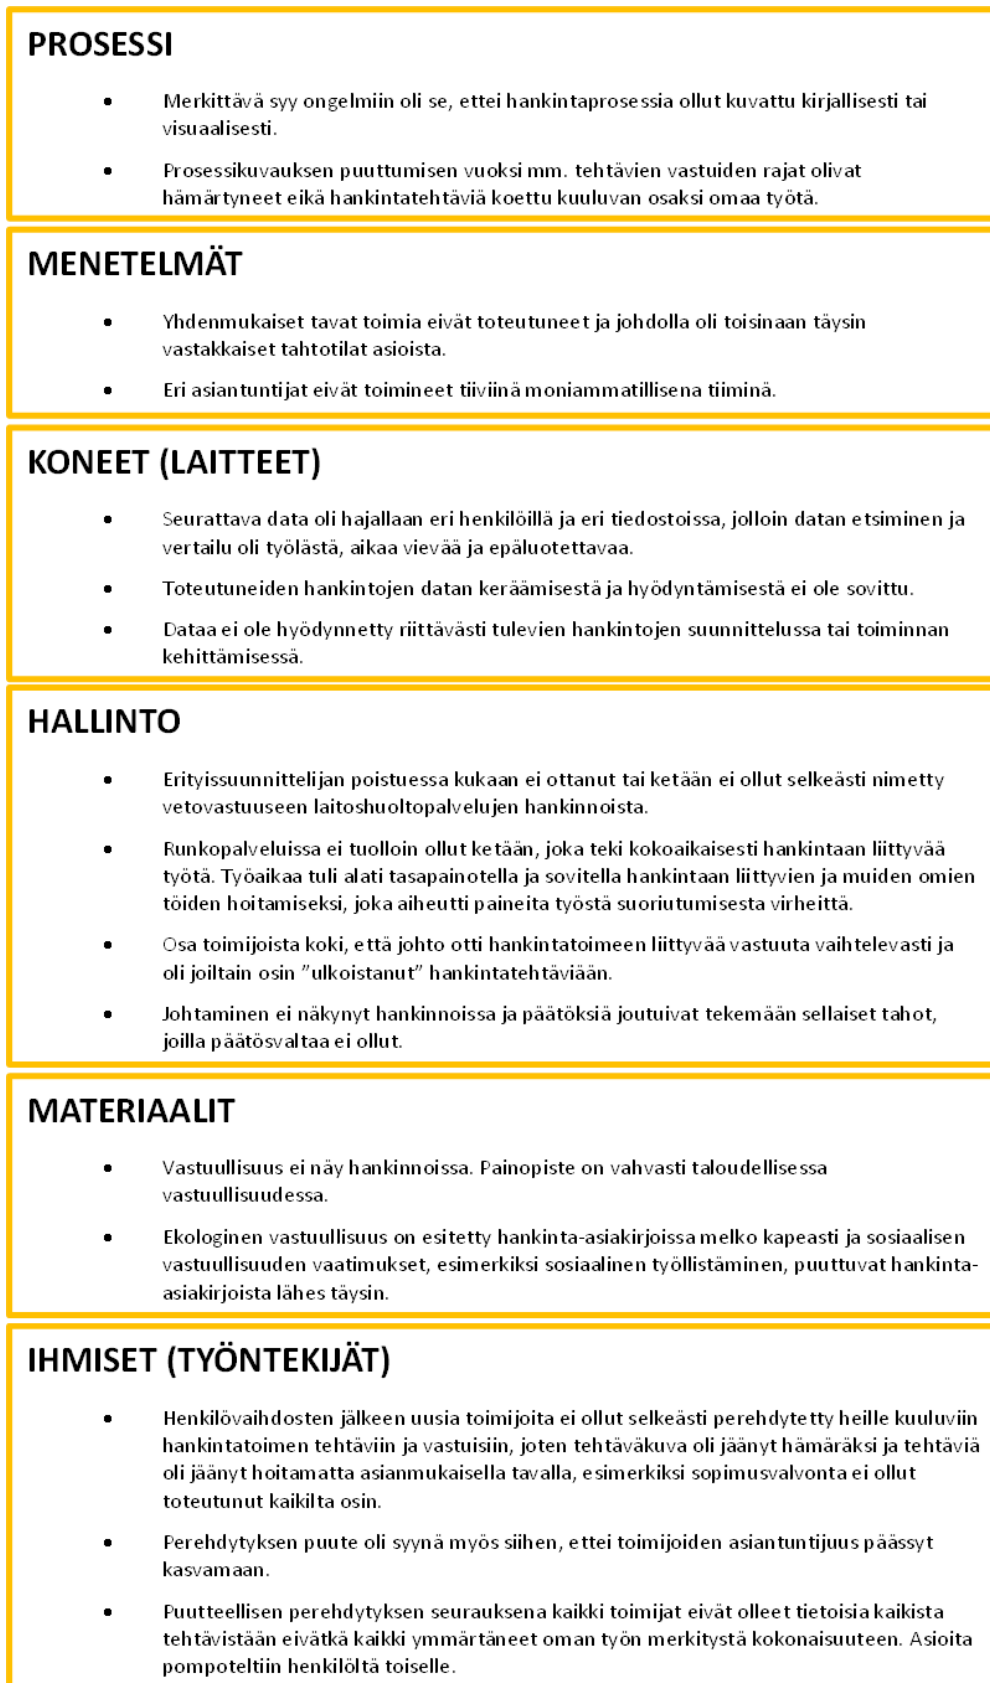 PROSESSI
• Merkittävä syy ongelmiin oli se, ettei hankintaprosessia ollut kuvattu kirjallisesti tai
visuaalisesti.
• Prosessikuvauksen puuttumisen vuoksi mm. tehtävien vastuiden rajat olivat
hämärtyneet eikä hankintatehtäviä koettu kuuluvan osaksi omaa työtä.
MENETELMÄT
• Yhdenmukaiset tavat toimia eivät toteutuneet ja johdolla oli toisinaan täysin
vastakkaiset tahtotilat asioista.
• Eri asiantuntijat eivät toimineet tiiviinä moniammatillisena tiiminä.
KONEET (LAITTEET)
• Seurattava data oli hajallaan eri henkilöillä ja eri tiedostoissa, jolloin datan etsiminen ja
vertailu oli työlästä, aikaa vievää ja epäluotettavaa.
• Toteutuneiden hankintojen datan keräämisestä ja hyödyntämisestä ei ole sovittu.
• Dataa ei ole hyödynnetty riittävästi tulevien hankintojen suunnittelussa tai toiminnan
kehittämisessä.
HALLINTO
• Erityissuunnittelijan poistuessa kukaan ei ottanut tai ketään ei ollut selkeästi nimetty
vetovastuuseen laitoshuoltopalvelujen hankinnoista.
• Runkopalveluissa ei tuolloin ollut ketään, joka teki kokoaikaisesti hankintaan liittyvää
työtä. Työaikaa tuli alati tasapainotella ja sovitella hankintaan liittyvien ja muiden omien
töiden hoitamiseksi, joka aiheutti paineita työstä suoriutumisesta virheittä.
• Osa toimijoista koki, että johto otti hankintatoimeen liittyvää vastuuta vaihtelevasti ja
oli joiltain osin ”ulkoistanut” hankintatehtäviään.
• Johtaminen ei näkynyt hankinnoissa ja päätöksiä joutuivat tekemään sellaiset tahot,
joilla päätösvaltaa ei ollut.
MATERIAALIT
• Vastuullisuus ei näy hankinnoissa. Painopiste on vahvasti taloudellisessa
vastuullisuudessa.
• Ekologinen vastuullisuus on esitetty hankinta-asiakirjoissa melko kapeasti ja sosiaalisen
vastuullisuuden vaatimukset, esimerkiksi sosiaalinen työllistäminen, puuttuvat hankinta-
asiakirjoista lähes täysin.
IHMISET (TYÖNTEKIJÄT)
• Henkilövaihdosten jälkeen uusia toimijoita ei ollut selkeästi perehdytetty heille kuuluviin
hankintatoimen tehtäviin ja vastuisiin, joten tehtäväkuva oli jäänyt hämäräksi ja tehtäviä
oli jäänyt hoitamatta asianmukaisella tavalla, esimerkiksi sopimusvalvonta ei ollut
toteutunut kaikilta osin.
• Perehdytyksen puute oli syynä myös siihen, ettei toimijoiden asiantuntijuus päässyt
kasvamaan.
• Puutteellisen perehdytyksen seurauksena kaikki toimijat eivät olleet tietoisia kaikista
tehtävistään eivätkä kaikki ymmärtäneet oman työn merkitystä kokonaisuuteen. Asioita
pompoteltiin henkilöltä toiselle.